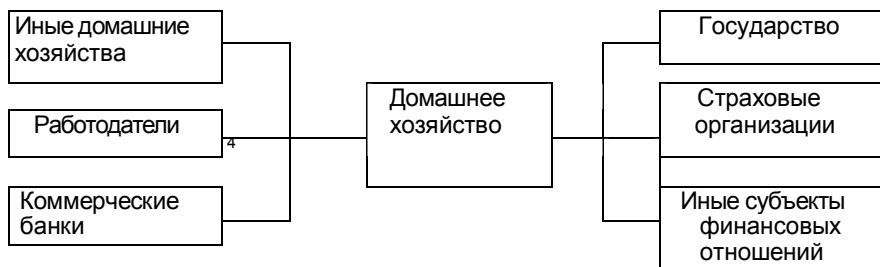 Иные домашние
хозяйства
Работодатели
4
Коммерческие
банки
Домашнее
хозяйство
Государство
Страховые
организации
Иные субъекты
финансовых
отношений